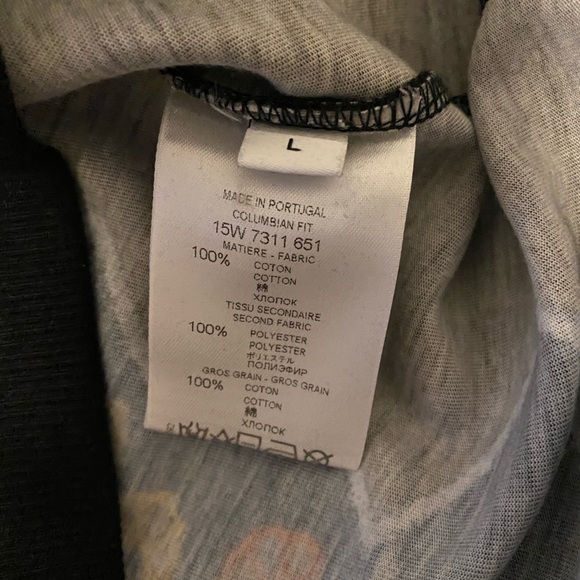 L
MADE IN PORTUGAL
COLUMBIAN FIT
15W 7311 651
MATIERE - FABRIC
100% COTON
COTTON
綿
ХЛОПОК
TISSU SECONDAIRE
SECOND FABRIC
100% POLYESTER
POLYESTER
ポリエステル
ПОЛИЭФИР
GROS GRAIN - GROS GRAIN
100% COTON
COTTON
綿
ХЛОПОК